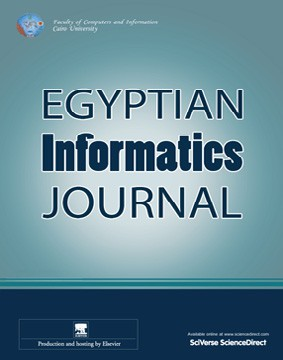 Faculty of Computers and Information
Cairo University
EGYPTIAN
Informatics
JOURNAL
Production and hosting by Elsevier
Available online at www.sciencedirect.com
SciVerse ScienceDirect